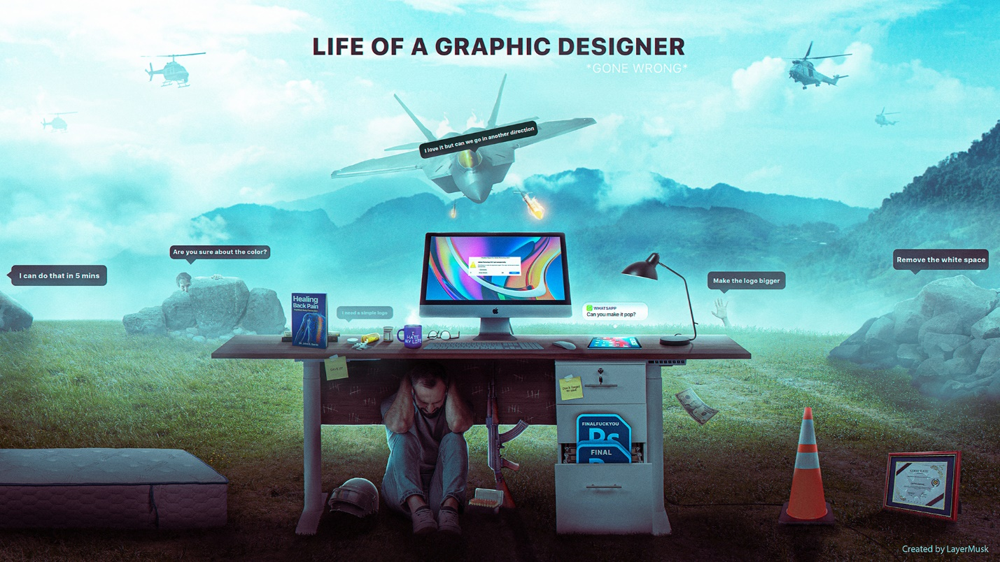 LIFE OF A GRAPHIC DESIGNER
*GONE WRONG*
I love it but can we go in another direction
Are you sure about the color?
I can do that in 5 mins
Remove the white space
Make the logo bigger
I need a simple logo
WHATSAPP
Can you make it pop?
Healing
Back Pain
I
HATE
MY LIFE
SAVE IT!
Don't forget
to save
FINALFUCKYOU
Ps
FINAL
Created by LayerMusk